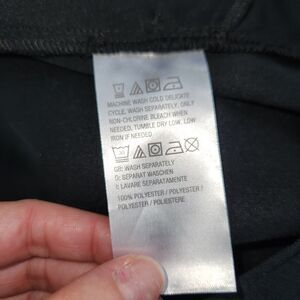 MACHINE WASH COLD DELICATE
CYCLE. WASH SEPARATELY. ONLY
NON-CHLORINE BLEACH WHEN
NEEDED. TUMBLE DRY LOW. LOW
IRON IF NEEDED
GB: WASH SEPARATELY
D: SEPARAT WASCHEN
I: LAVARE SEPARATAMENTE
100% POLYESTER / POLYESTER /
POLYESTER / POLIESTERE